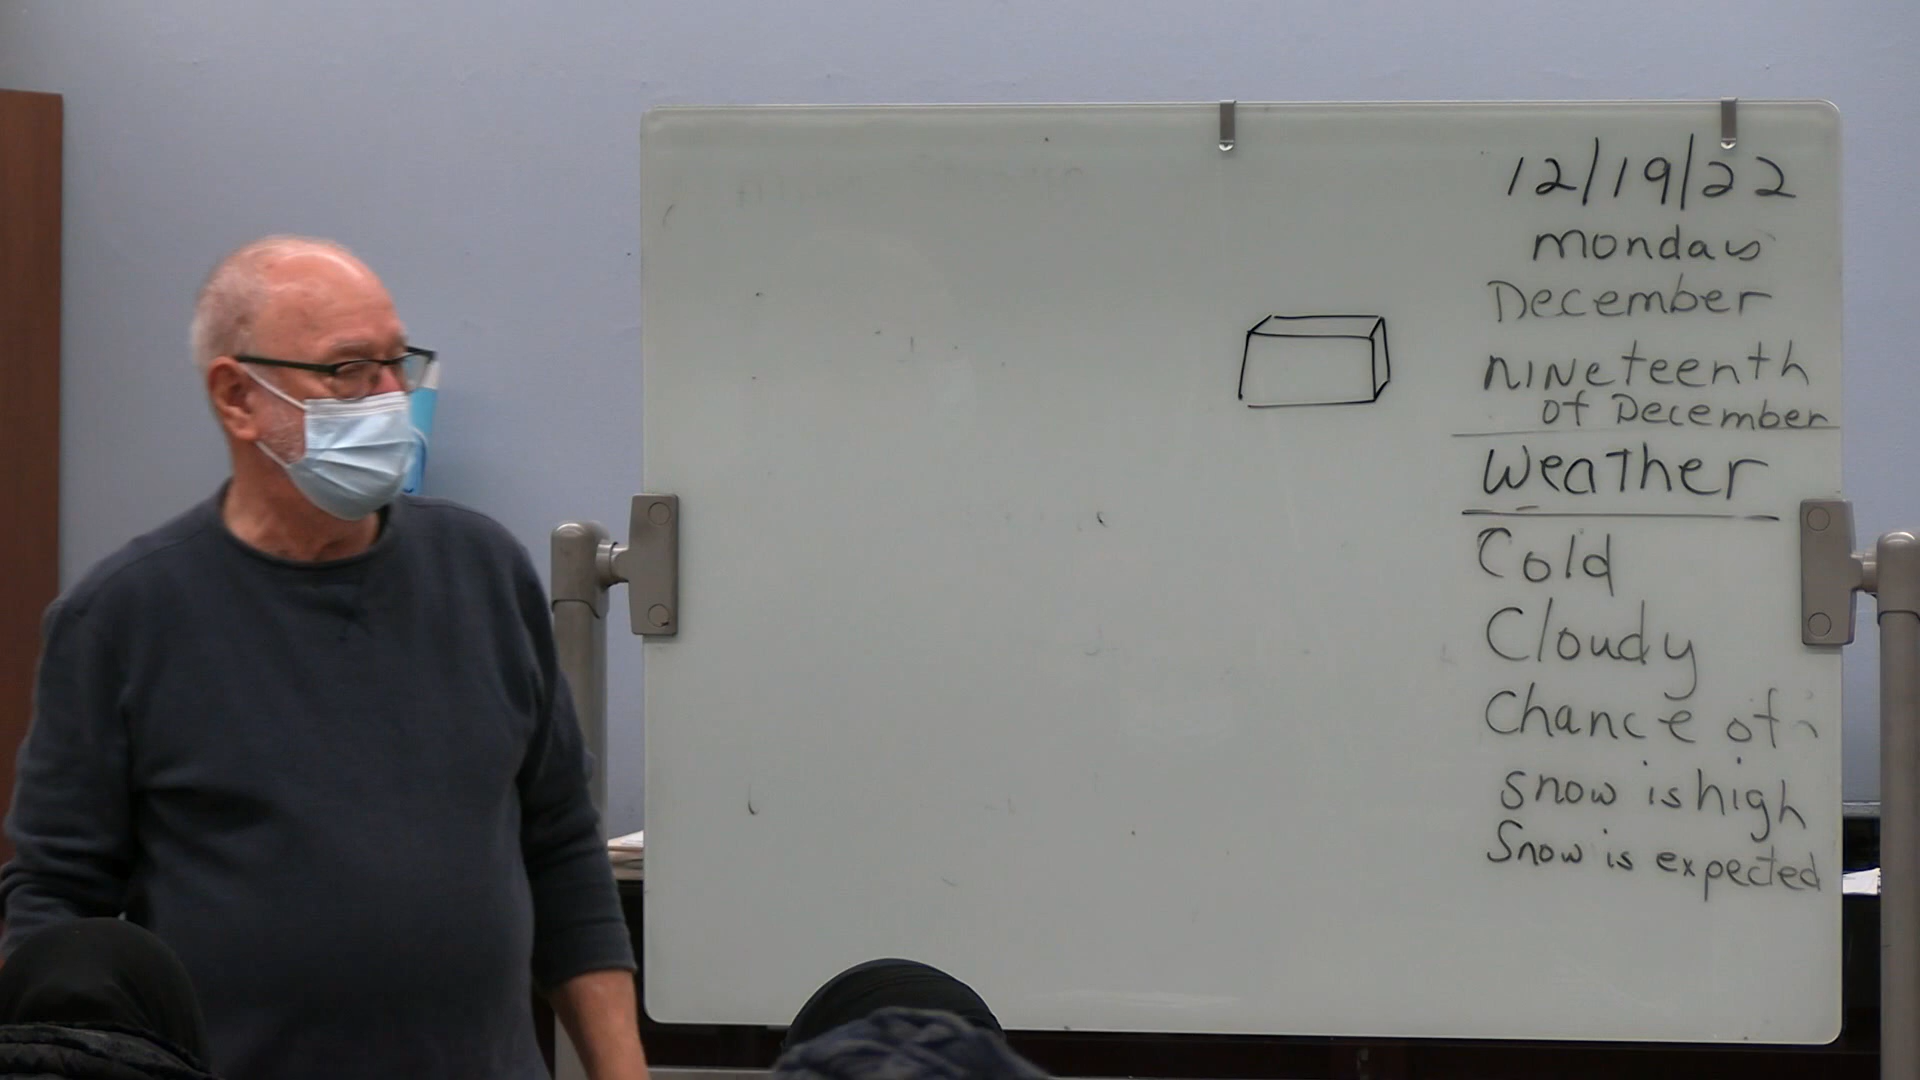 12/19/22
monday
December
NINeteenth
of December
Weather
Cold
Cloudy
Chance of
snow is high
Snow is expected